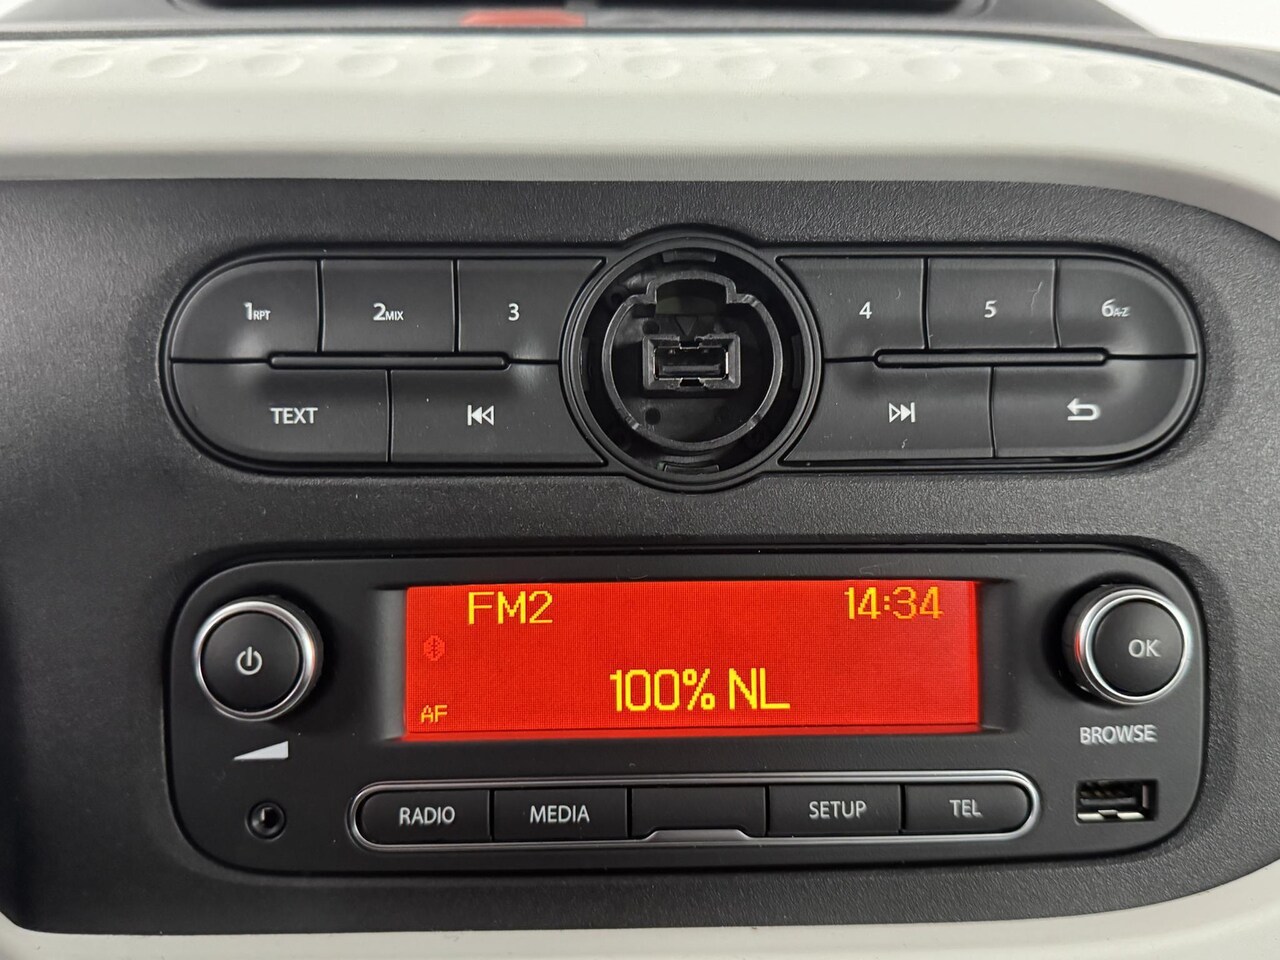 1RPT
2MIX
3
4
5
6A-Z
TEXT
FM2
14:34
100% NL
AF
OK
BROWSE
RADIO
MEDIA
SETUP
TEL